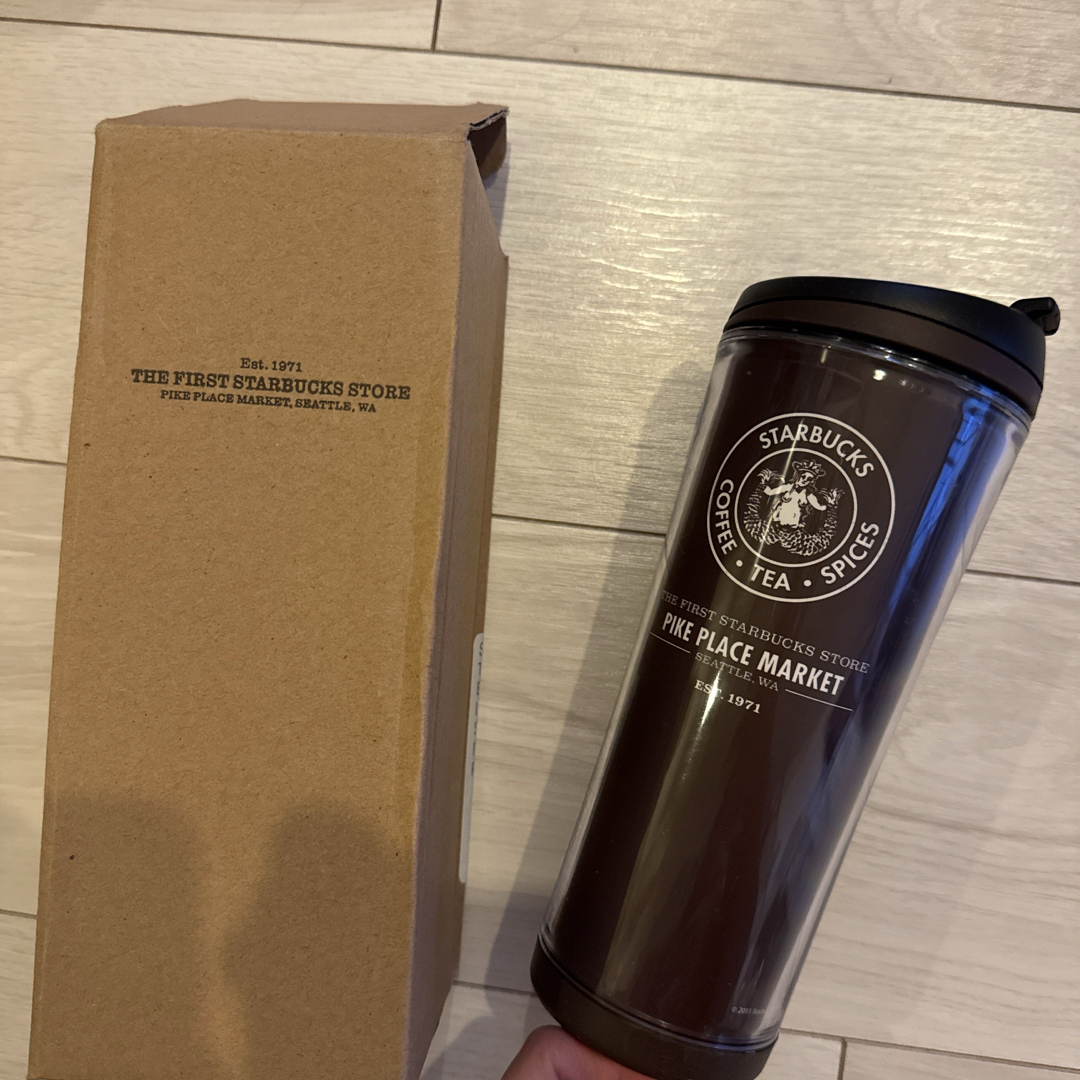 Est. 1971
THE FIRST STARBUCKS STORE
PIKE PLACE MARKET, SEATTLE, WA
STARBUCKS
COFFEE • TEA • SPICES
THE FIRST STARBUCKS STORE
PIKE PLACE MARKET
SEATTLE, WA
EST. 1971
© 2011